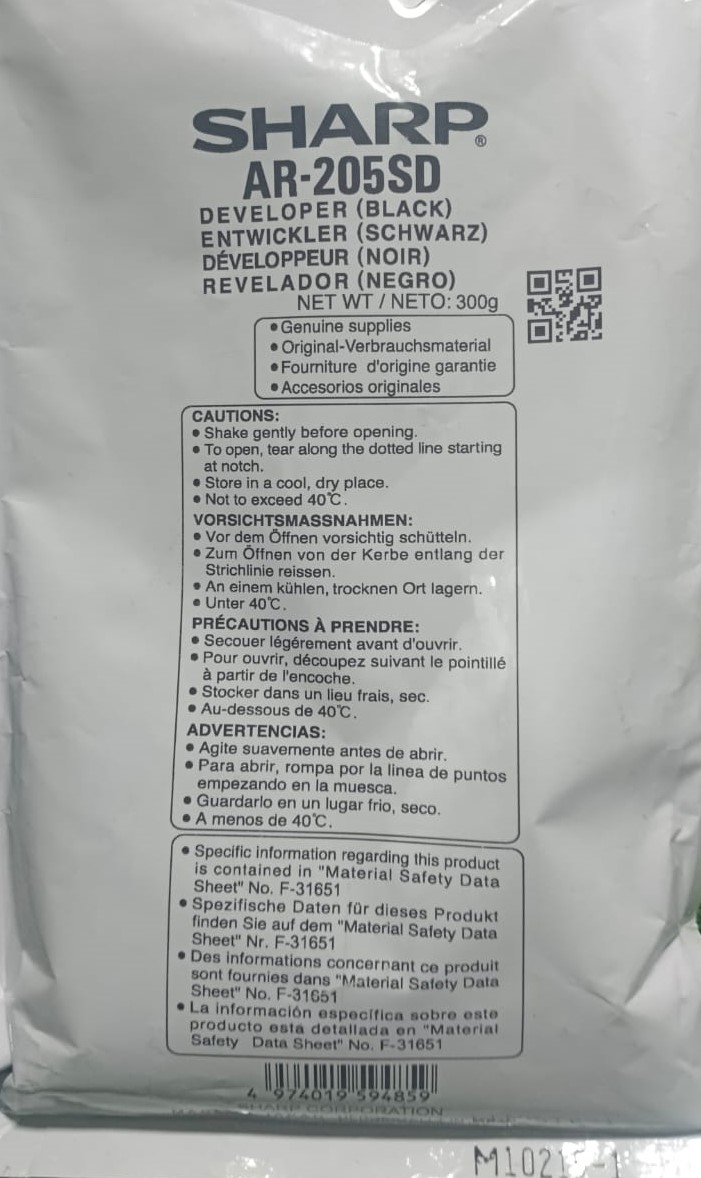 SHARP®
AR-205SD
DEVELOPER (BLACK)
ENTWICKLER (SCHWARZ)
DÉVELOPPEUR (NOIR)
REVELADOR (NEGRO)
NET WT / NETO: 300g
• Genuine supplies
• Original-Verbrauchsmaterial
• Fourniture d'origine garantie
• Accesorios originales
CAUTIONS:
• Shake gently before opening.
• To open, tear along the dotted line starting
at notch.
• Store in a cool, dry place.
• Not to exceed 40℃.
VORSICHTSMASSNAHMEN:
• Vor dem Öffnen vorsichtig schütteln.
• Zum Öffnen von der Kerbe entlang der
Strichlinie reissen.
• An einem kühlen, trocknen Ort lagern.
• Unter 40℃.
PRÉCAUTIONS À PRENDRE:
• Secouer légérement avant d'ouvrir.
• Pour ouvrir, découpez suivant le pointillé
à partir de l'encoche.
• Stocker dans un lieu frais, sec.
• Au-dessous de 40℃.
ADVERTENCIAS:
• Agite suavemente antes de abrir.
• Para abrir, rompa por la linea de puntos
empezando en la muesca.
• Guardarlo en un lugar frio, seco.
• A menos de 40℃.
• Specific information regarding this product
is contained in "Material Safety Data
Sheet" No. F-31651
• Spezifische Daten für dieses Produkt
finden Sie auf dem "Material Safety Data
Sheet" Nr. F-31651
• Des informations concernant ce produit
sont fournies dans "Material Safety Data
Sheet" No. F-31651
• La información específica sobre este
producto esta detallada en "Material
Safety Data Sheet" No. F-31651
4 974019 594859
SHARP CORPORATION